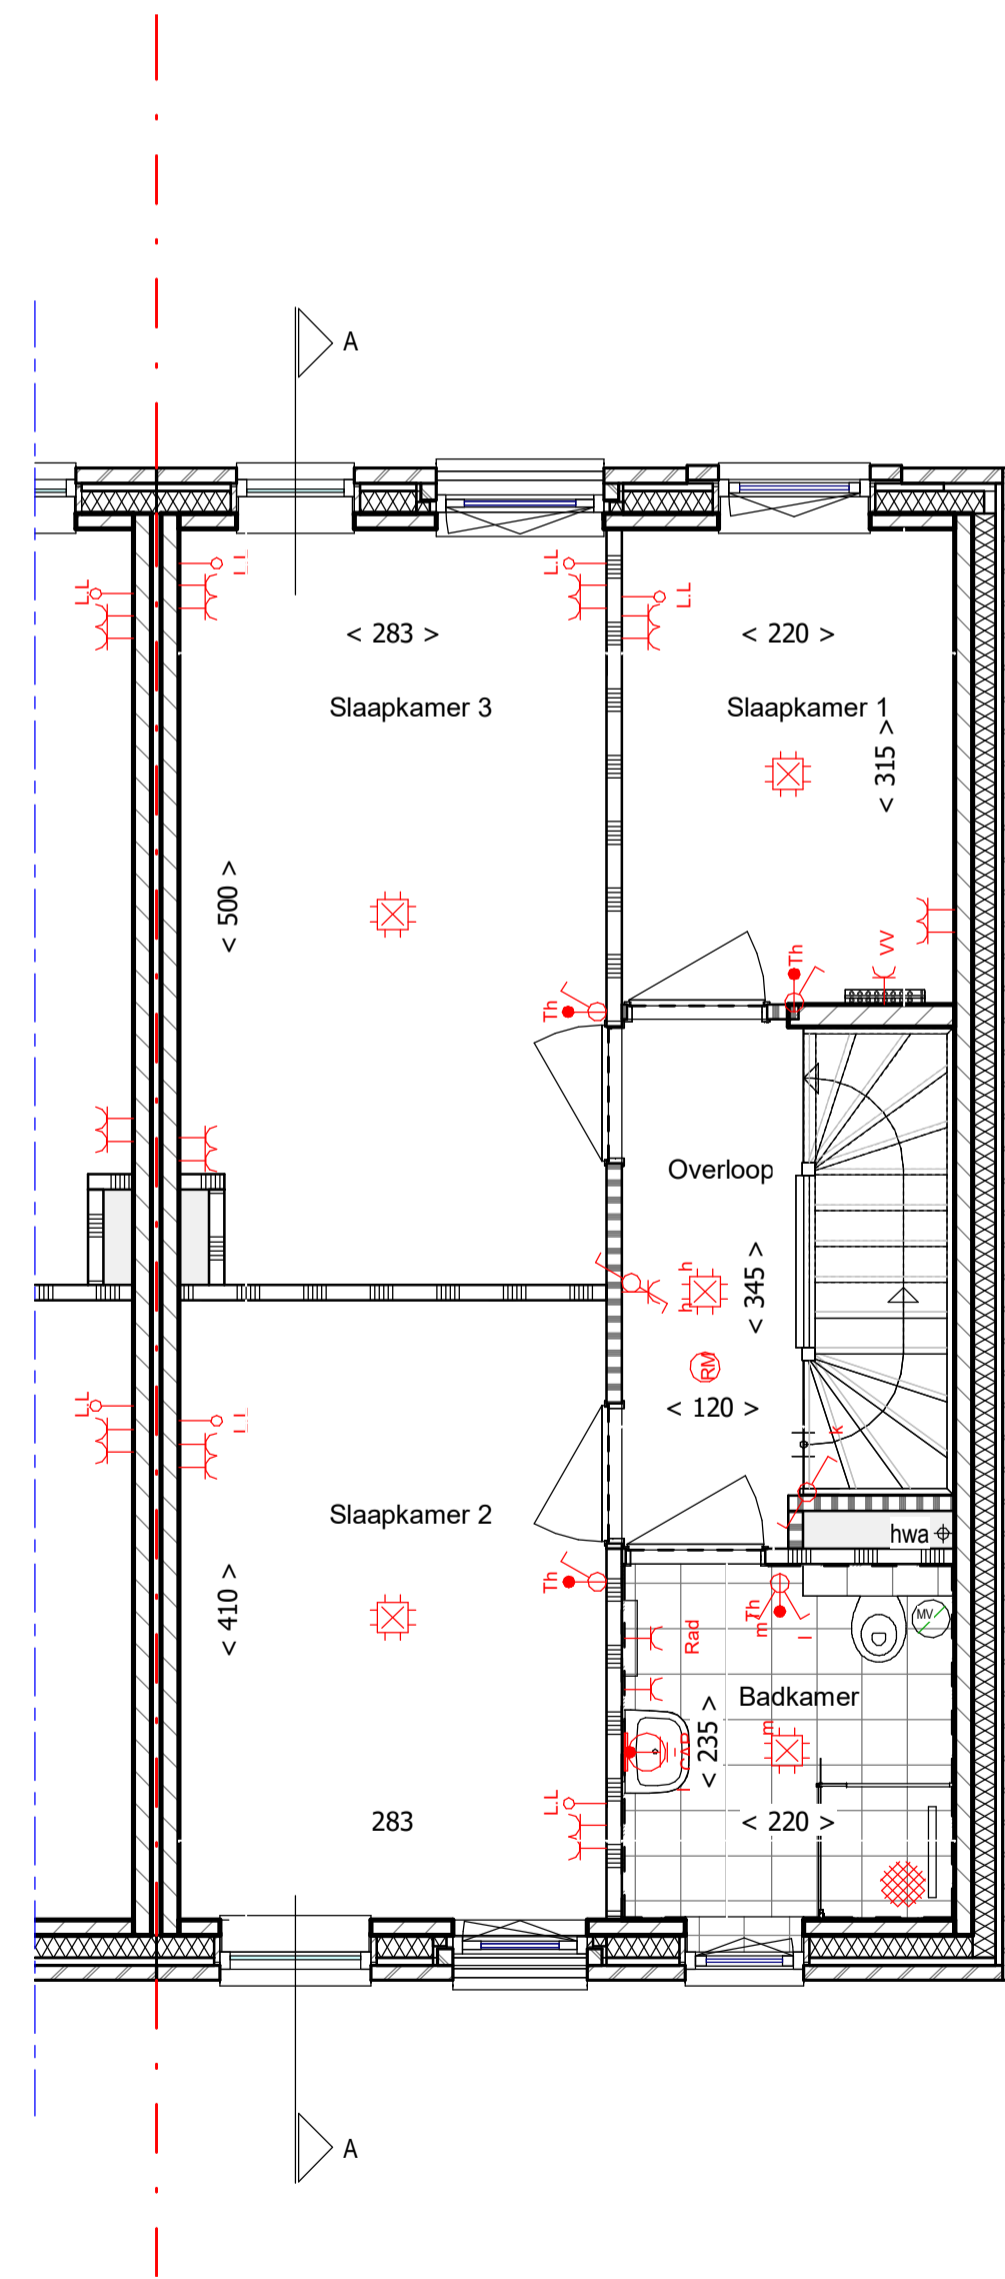 A
L.L
L.L
L.L
L.L
< 283 >
< 220 >
Slaapkamer 3
Slaapkamer 1
< 315 >
< 500 >
VV
Th
Th
Overloop
h
h
< 345 >
RM
< 120 >
L.L
L.L
k
Slaapkamer 2
hwa
Th
Th
MV
< 410 >
m
l
Rad
Badkamer
m
< 235 >
L.L
283
< 220 >
A